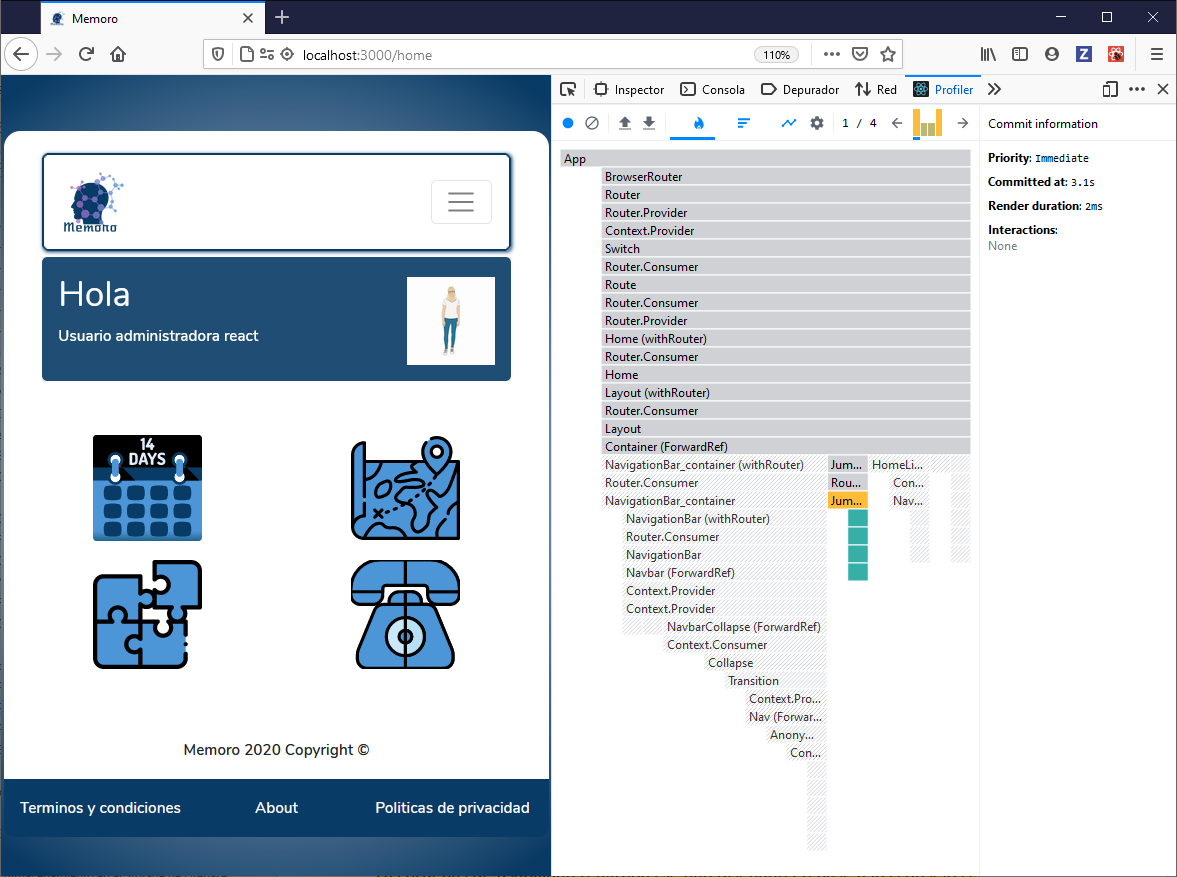 Memoro
localhost:3000/home
110%
Z
Memoro
Hola
Usuario administradora react
14
DAYS
Memoro 2020 Copyright ©
Terminos y condiciones
About
Politicas de privacidad
Inspector
Consola
Depurador
Red
Profiler
1 / 4
App
BrowserRouter
Router
Router.Provider
Context.Provider
Switch
Router.Consumer
Route
Router.Consumer
Router.Provider
Home (withRouter)
Router.Consumer
Home
Layout (withRouter)
Router.Consumer
Layout
Container (ForwardRef)
NavigationBar_container (withRouter) Jum... HomeLi...
Router.Consumer Rou... Con...
NavigationBar_container Jum... Nav...
NavigationBar (withRouter)
Router.Consumer
NavigationBar
Navbar (ForwardRef)
Context.Provider
Context.Provider
NavbarCollapse (ForwardRef)
Context.Consumer
Collapse
Transition
Context.Pro...
Nav (Forwar...
Anony...
Con...
Commit information
Priority: Immediate
Committed at: 3.1s
Render duration: 2ms
Interactions:
None